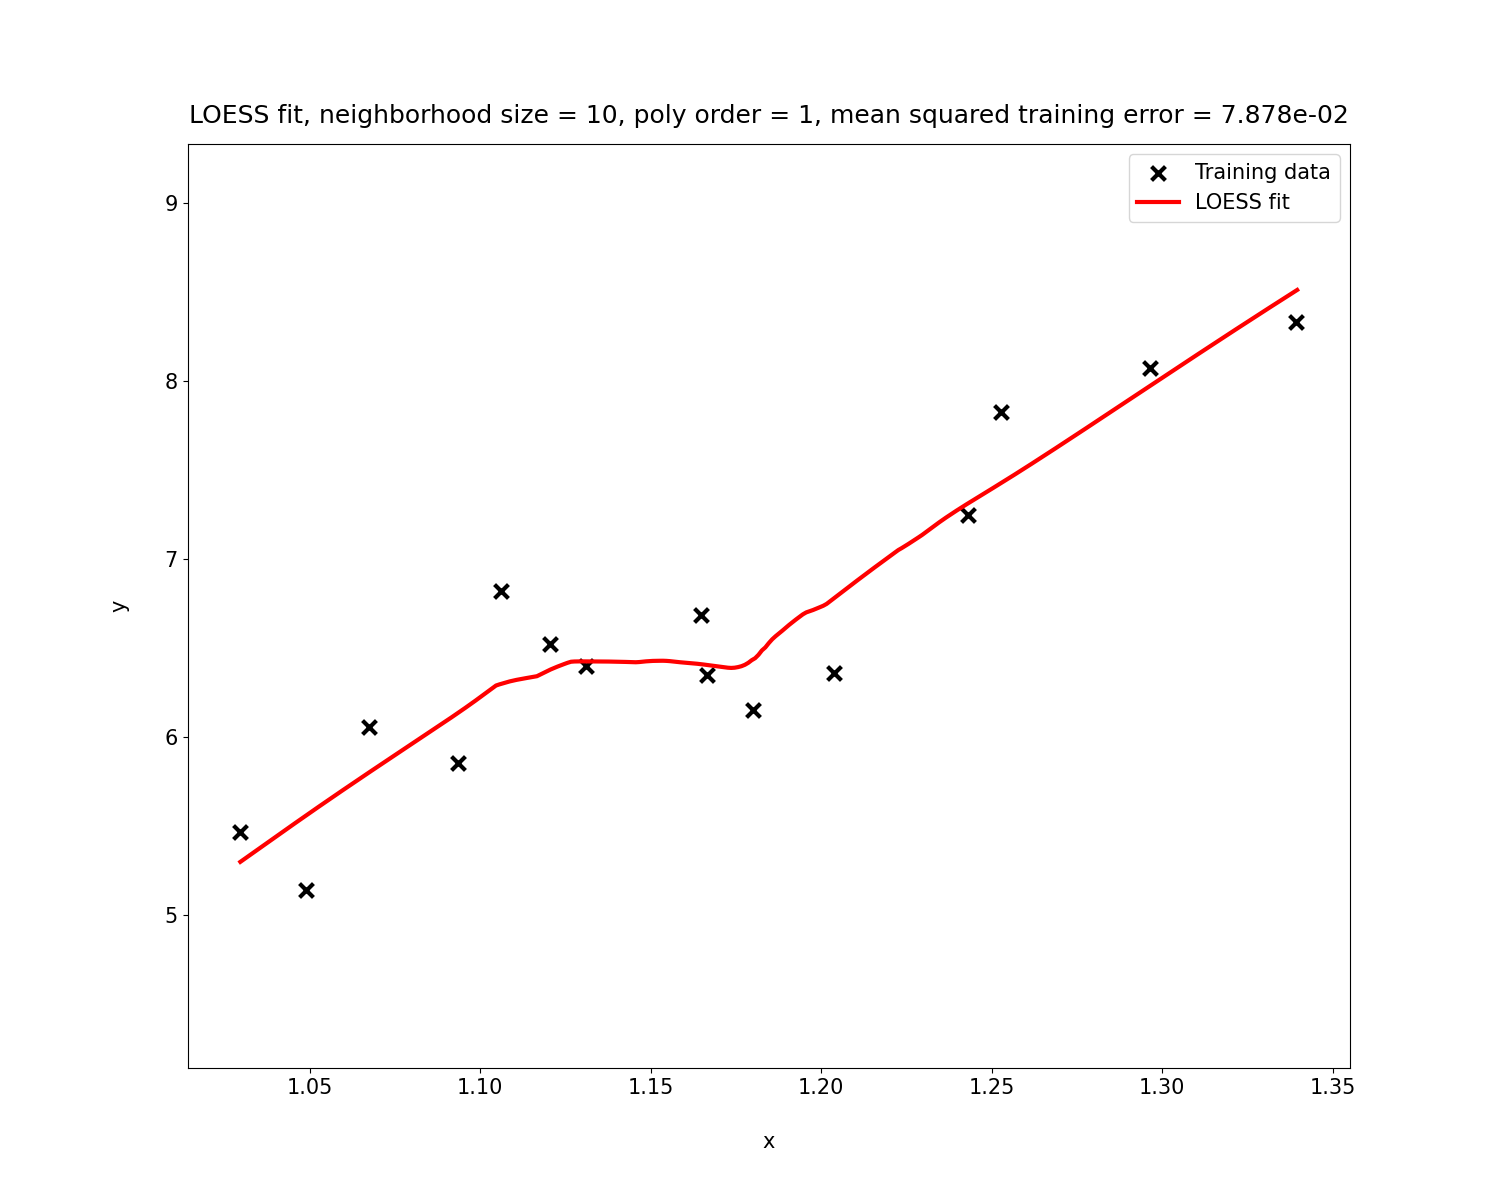 LOESS fit, neighborhood size = 10, poly order = 1, mean squared training error = 7.878e-02
Training data
LOESS fit
9
8
7
6
5
y
1.05 1.10 1.15 1.20 1.25 1.30 1.35
x